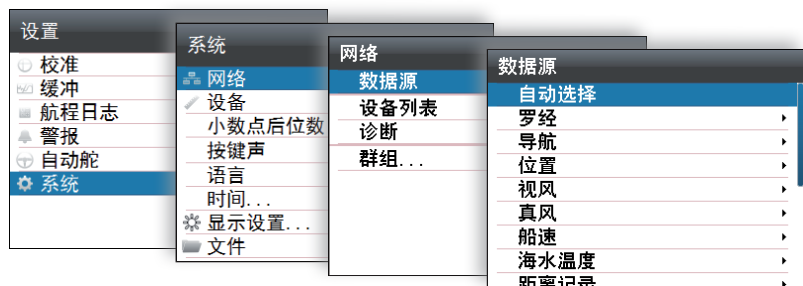 设置
校准
缓冲
航程日志
警报
自动舵
系统
系统
网络
设备
小数点后位数
按键声
语言
时间...
显示设置...
文件
网络
数据源
设备列表
诊断
群组...
数据源
自动选择
罗经
导航
位置
视风
真风
船速
海水温度
距离记录